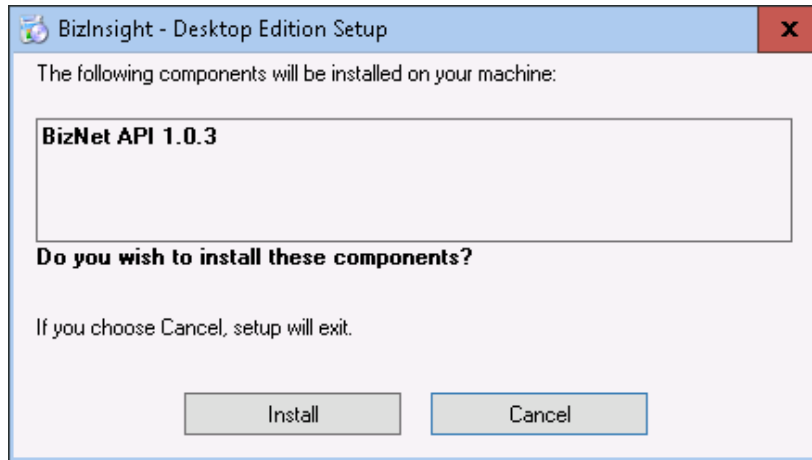 BizInsight - Desktop Edition Setup
The following components will be installed on your machine:
BizNet API 1.0.3
Do you wish to install these components?
If you choose Cancel, setup will exit.
Install
Cancel